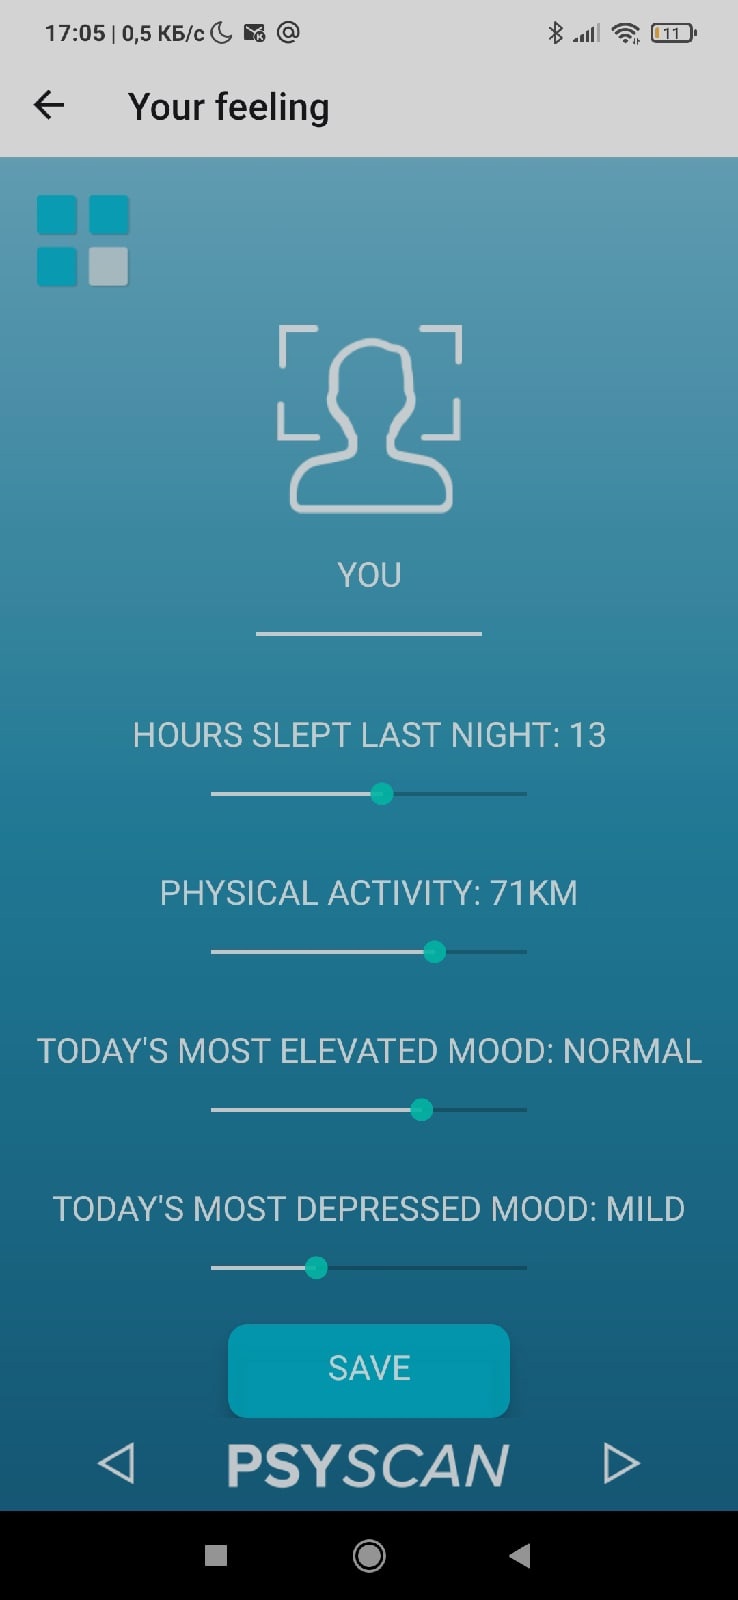 17:05 | 0,5 КБ/с
11
Your feeling
YOU
HOURS SLEPT LAST NIGHT: 13
PHYSICAL ACTIVITY: 71KM
TODAY'S MOST ELEVATED MOOD: NORMAL
TODAY'S MOST DEPRESSED MOOD: MILD
SAVE
PSYSCAN